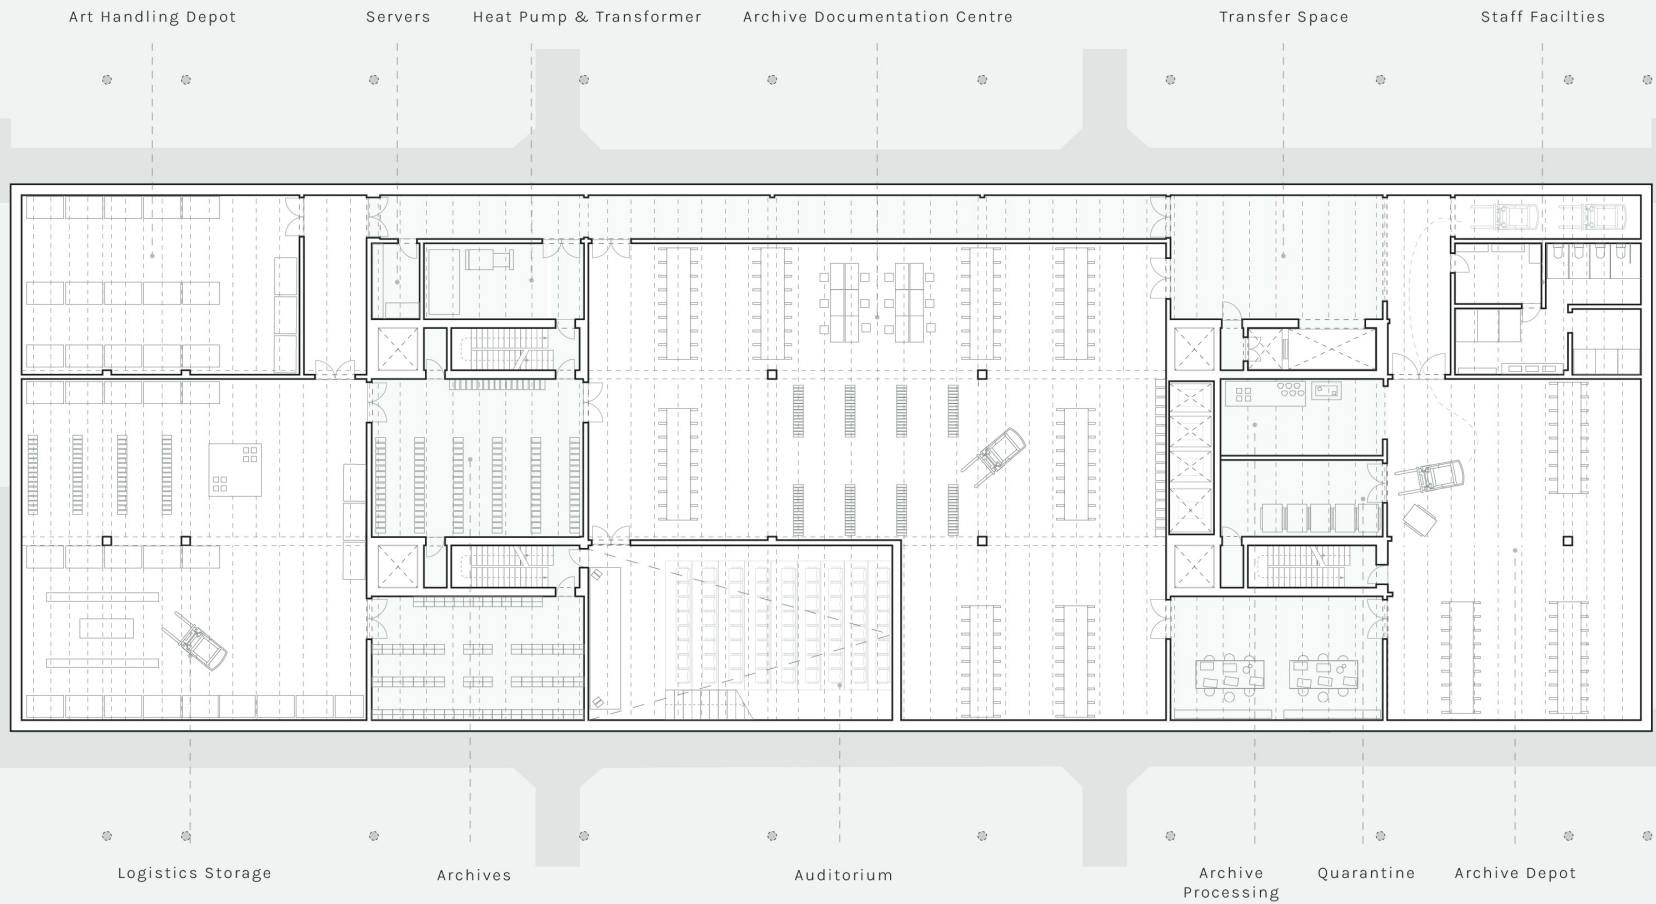 Art Handling Depot
Servers
Heat Pump & Transformer
Archive Documentation Centre
Transfer Space
Staff Facilties
Logistics Storage
Archives
Auditorium
Archive
Processing
Quarantine
Archive Depot